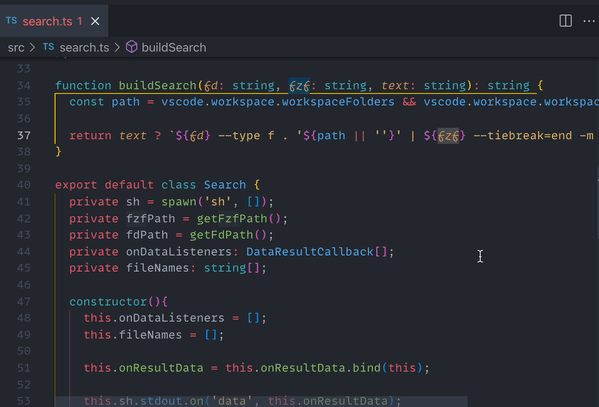 TS search.ts 1 ×
src > TS search.ts > buildSearch
33
34 function buildSearch(fd: string, fzf: string, text: string): string {
35 const path = vscode.workspace.workspaceFolders && vscode.workspace.workspac
36
37 return text ? `${fd} --type f . '${path || ''}' | ${fzf} --tiebreak=end -m
38 }
39
40 export default class Search {
41 private sh = spawn('sh', []);
42 private fzfPath = getFzfPath();
43 private fdPath = getFdPath();
44 private onDataListeners: DataResultCallback[];
45 private fileNames: string[];
46
47 constructor(){
48 this.onDataListeners = [];
49 this.fileNames = [];
50
51 this.onResultData = this.onResultData.bind(this);
52
53 this.sh.stdout.on('data', this.onResultData);